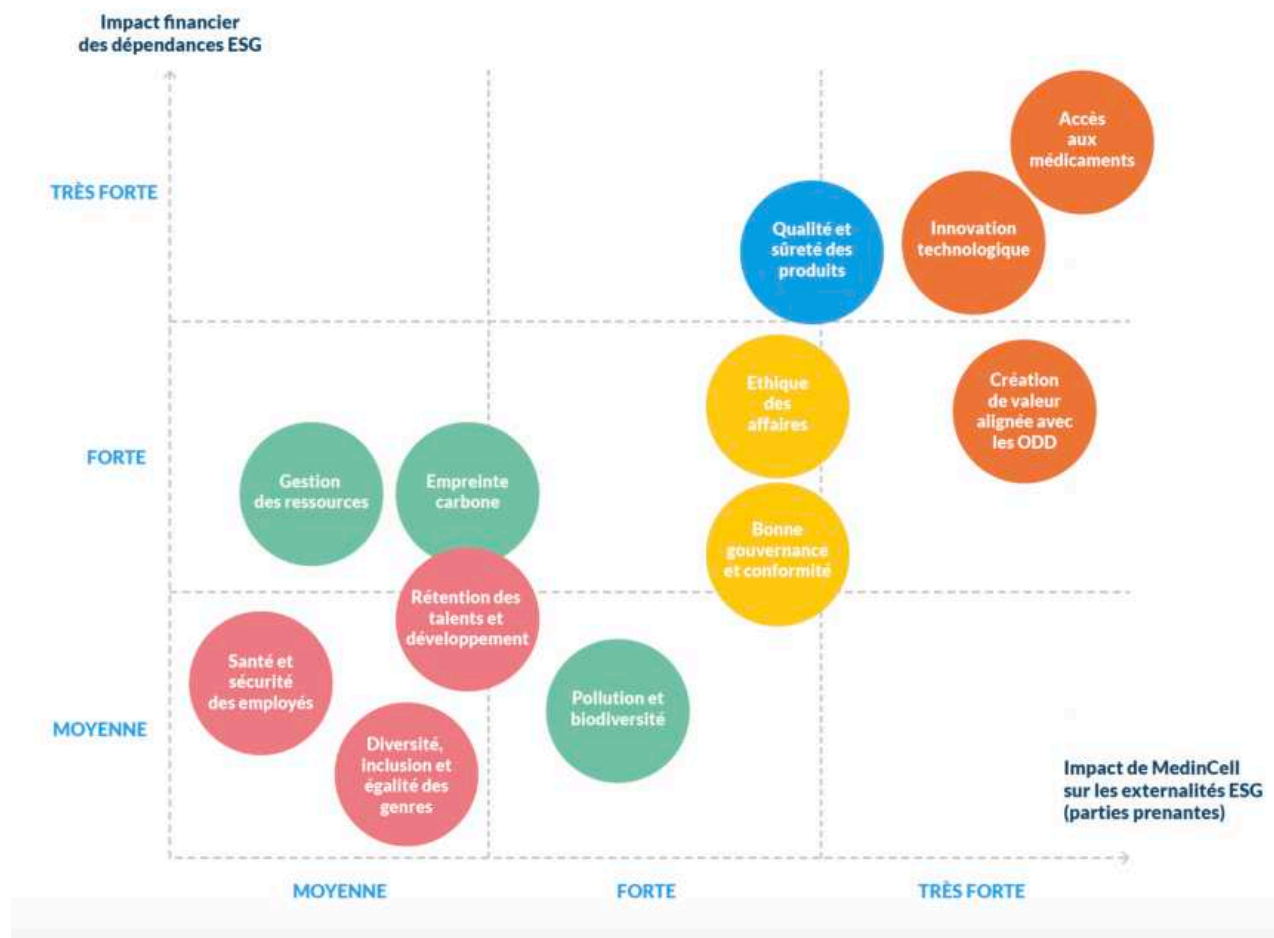 Impact financier
des dépendances ESG
TRÈS FORTE
FORTE
MOYENNE
Accès
aux
médicaments
Innovation
technologique
Qualité et
sûreté des
produits
Ethique
des
affaires
Création
de valeur
alignée avec
les ODD
Gestion
des ressources
Empreinte
carbone
Bonne
gouvernance
et conformité
Rétention des
talents et
développement
Santé et
sécurité
des employés
Pollution et
biodiversité
Diversité,
inclusion et
égalité des
genres
Impact de MedinCell
sur les externalités ESG
(parties prenantes)
MOYENNE
FORTE
TRÈS FORTE